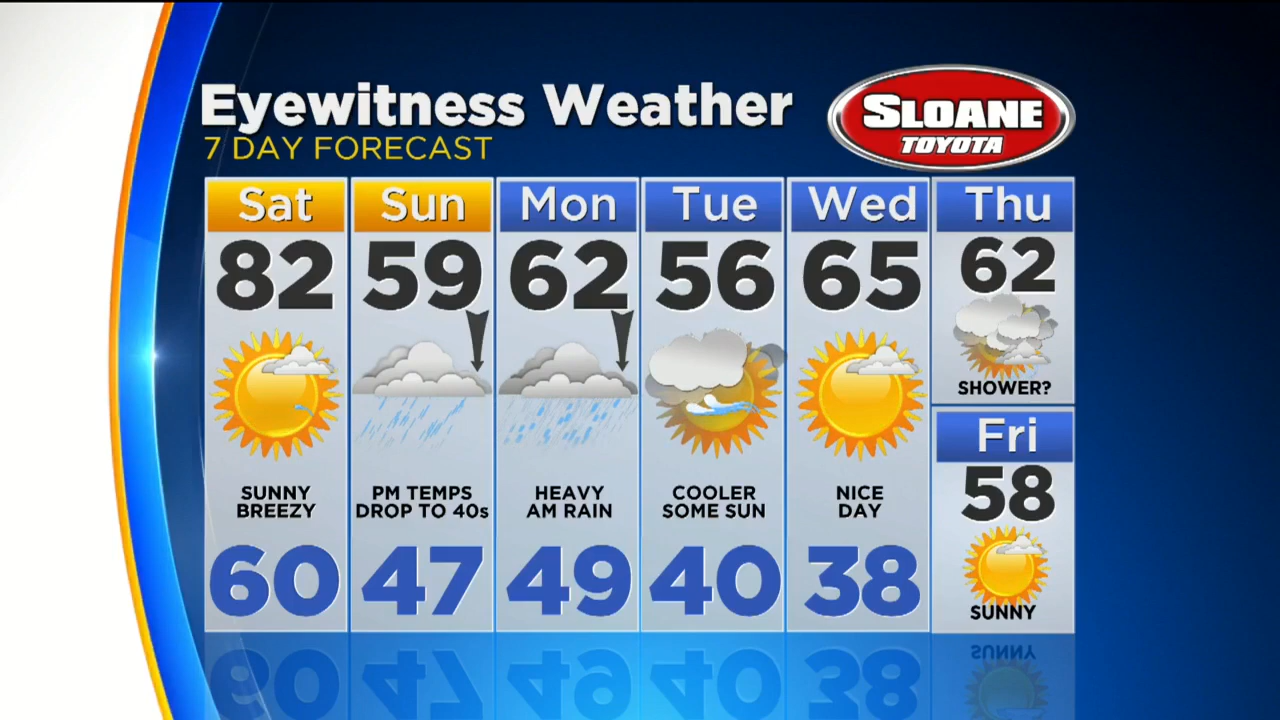 Eyewitness Weather
7 DAY FORECAST
SLOANE
TOYOTA
Sat
82
SUNNY
BREEZY
60
Sun
59
PM TEMPS
DROP TO 40s
47
Mon
62
HEAVY
AM RAIN
49
Tue
56
COOLER
SOME SUN
40
Wed
65
NICE
DAY
38
Thu
62
SHOWER?
Fri
58
SUNNY